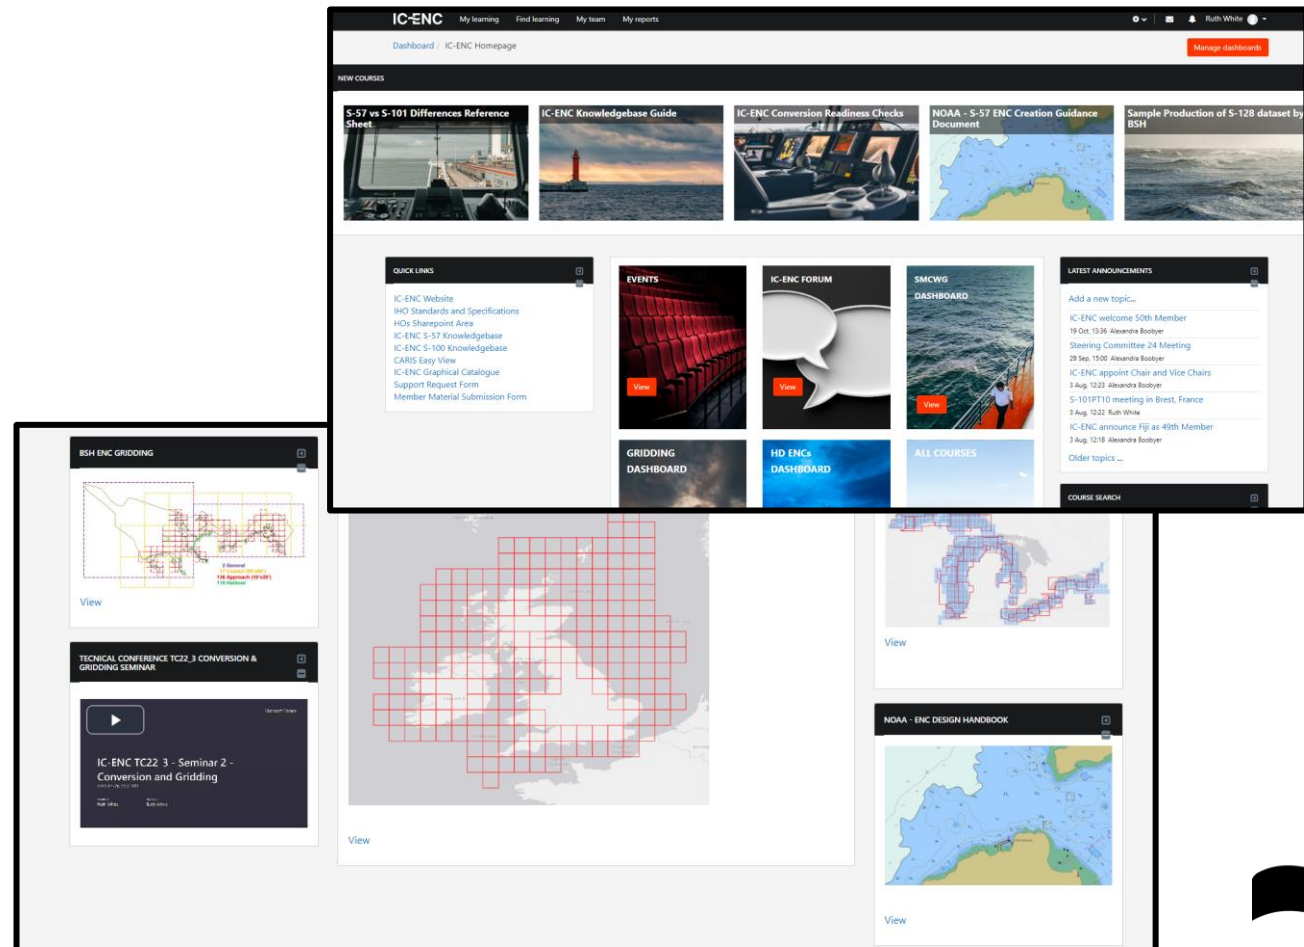 IC-ENC
My learning
Find learning
My team
My reports
Ruth White
Dashboard / IC-ENC Homepage
Manage dashboards
NEW COURSES
S-57 vs S-101 Differences Reference
Sheet
IC-ENC Knowledgebase Guide
IC-ENC Conversion Readiness Checks
NOAA - S-57 ENC Creation Guidance
Document
Sample Production of S-128 dataset by
BSH
QUICK LINKS
IC-ENC Website
IHO Standards and Specifications
HOs Sharepoint Area
IC-ENC S-57 Knowledgebase
IC-ENC S-100 Knowledgebase
CARIS Easy View
IC-ENC Graphical Catalogue
Support Request Form
Member Material Submission Form
EVENTS
View
IC-ENC FORUM
View
SMCWG
DASHBOARD
View
GRIDDING
DASHBOARD
HD ENCs
DASHBOARD
ALL COURSES
LATEST ANNOUNCEMENTS
Add a new topic...
IC-ENC welcome 50th Member
19 Oct, 13:36 Alexandra Boobyer
Steering Committee 24 Meeting
29 Sep, 15:00 Alexandra Boobyer
IC-ENC appoint Chair and Vice Chairs
3 Aug, 12:23 Alexandra Boobyer
S-101PT10 meeting in Brest, France
3 Aug, 12:22 Ruth White
IC-ENC announce Fiji as 49th Member
3 Aug, 12:18 Alexandra Boobyer
Older topics ...
COURSE SEARCH
BSH ENC GRIDDING
2 General
136 Approach
Harbour
View
TECNICAL CONFERENCE TC22_3 CONVERSION &
GRIDDING SEMINAR
IC-ENC TC22_3 - Seminar 2 -
Conversion and Gridding
View
View
NOAA - ENC DESIGN HANDBOOK
View